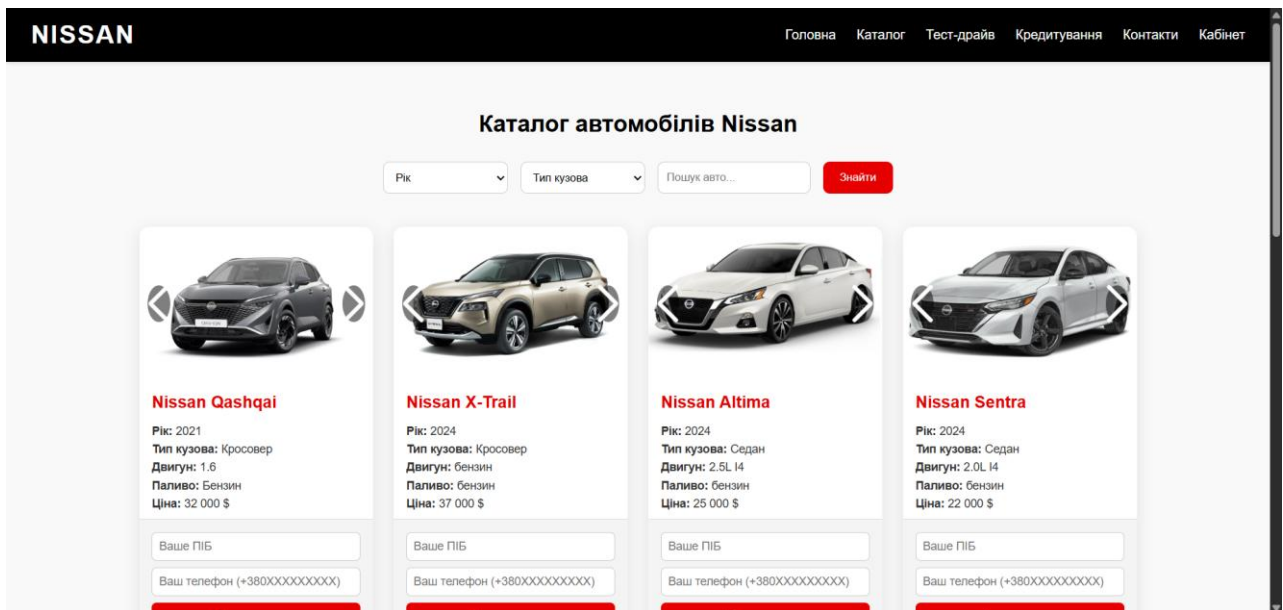 NISSAN
Головна Каталог Тест-драйв Кредитування Контакти Кабінет
Каталог автомобілів Nissan
Рік Тип кузова Пошук авто... Знайти
Nissan Qashqai
Рік: 2021
Тип кузова: Кросовер
Двигун: 1.6
Паливо: Бензин
Ціна: 32 000 $
Ваше ПІБ
Ваш телефон (+380XXXXXXXXX)
Nissan X-Trail
Рік: 2024
Тип кузова: Кросовер
Двигун: бензин
Паливо: бензин
Ціна: 37 000 $
Ваше ПІБ
Ваш телефон (+380XXXXXXXXX)
Nissan Altima
Рік: 2024
Тип кузова: Седан
Двигун: 2.5L I4
Паливо: бензин
Ціна: 25 000 $
Ваше ПІБ
Ваш телефон (+380XXXXXXXXX)
Nissan Sentra
Рік: 2024
Тип кузова: Седан
Двигун: 2.0L I4
Паливо: бензин
Ціна: 22 000 $
Ваше ПІБ
Ваш телефон (+380XXXXXXXXX)